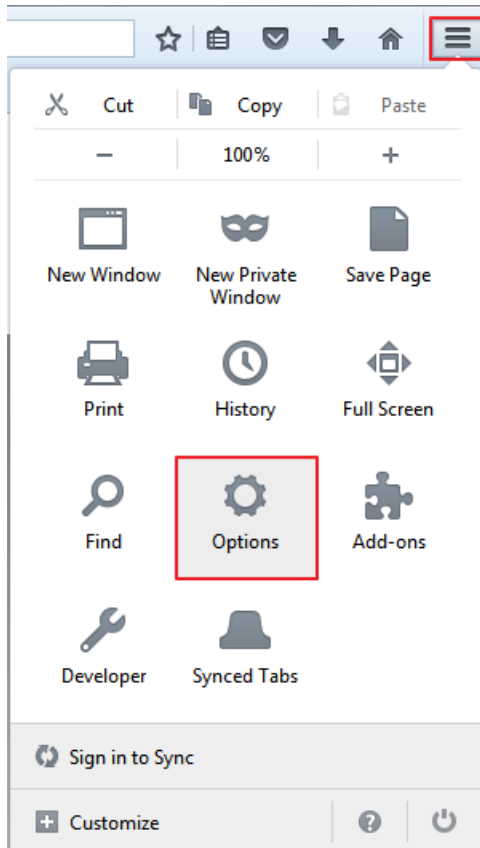 Cut Copy Paste
− 100% +
New Window New Private Window Save Page
Print History Full Screen
Find Options Add-ons
Developer Synced Tabs
Sign in to Sync
Customize